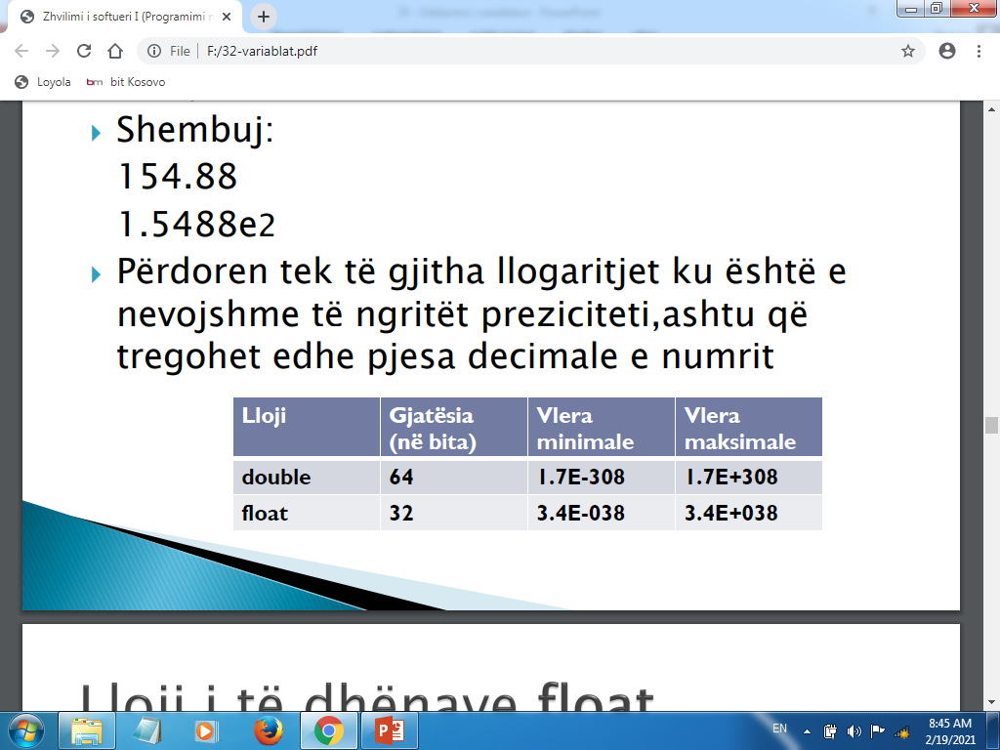 Zhvilimi i softueri I (Programimi n
File
F:/32-variablat.pdf
Loyola
bm bit Kosovo
Shembuj:
154.88
1.5488e2
Përdoren tek të gjitha llogaritjet ku është e
nevojshme të ngritët preziciteti,ashtu që
tregohet edhe pjesa decimale e numrit
Lloji Gjatësia (në bita) Vlera minimale Vlera maksimale
double 64 1.7E-308 1.7E+308
float 32 3.4E-038 3.4E+038
Lloji i të dhënave float
EN
8:45 AM
2/19/2021